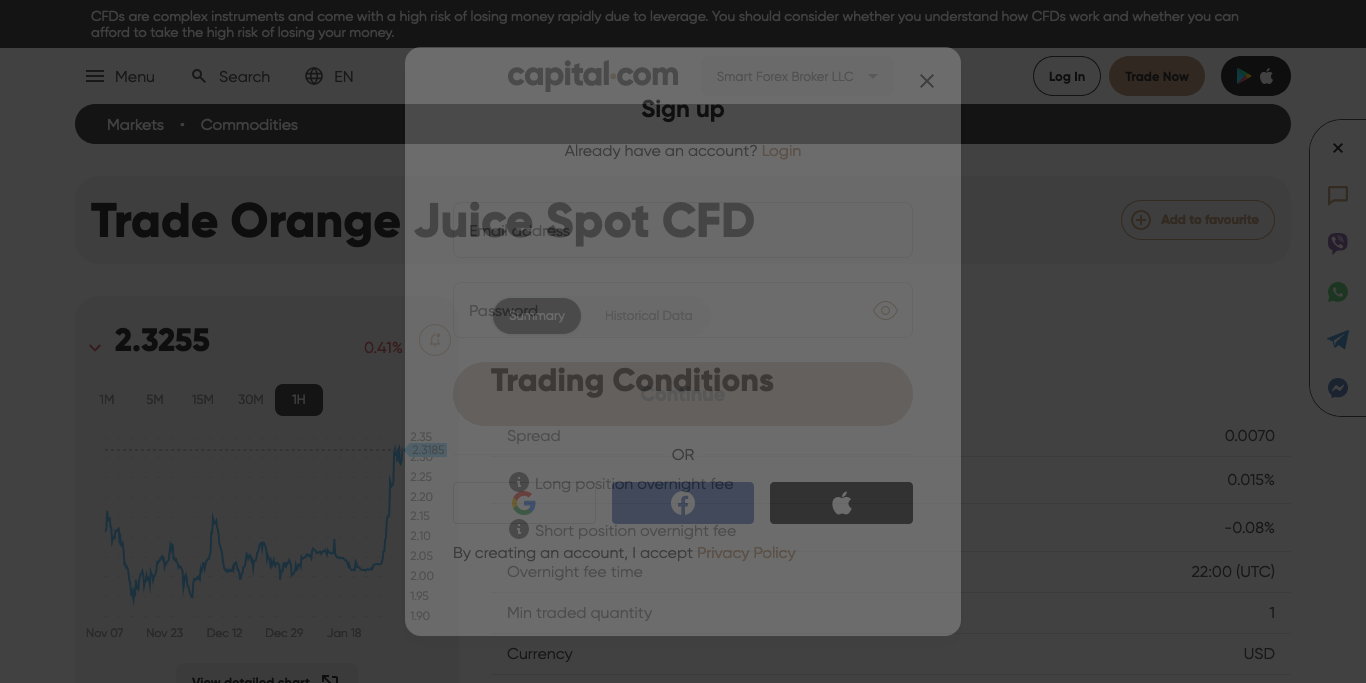 CFDs are complex instruments and come with a high risk of losing money rapidly due to leverage. You should consider whether you understand how CFDs work and whether you can
afford to take the high risk of losing your money.
Menu
Search
EN
capital.com
Smart Forex Broker LLC
Log In
Trade Now
Sign up
Markets • Commodities
Already have an account? Login
Trade Orange Juice Spot CFD
Add to favourite
Email address
Password
Summary
Historical Data
2.3255
0.41%
1M
5M
15M
30M
1H
Trading Conditions
Continue
2.35
2.3185
2.30
2.25
2.20
2.15
2.10
2.05
2.00
1.95
1.90
Nov 07
Nov 23
Dec 12
Dec 29
Jan 18
View detailed chart
Spread
0.0070
OR
Long position overnight fee
0.015%
Short position overnight fee
-0.08%
By creating an account, I accept Privacy Policy
Overnight fee time
22:00 (UTC)
Min traded quantity
1
Currency
USD